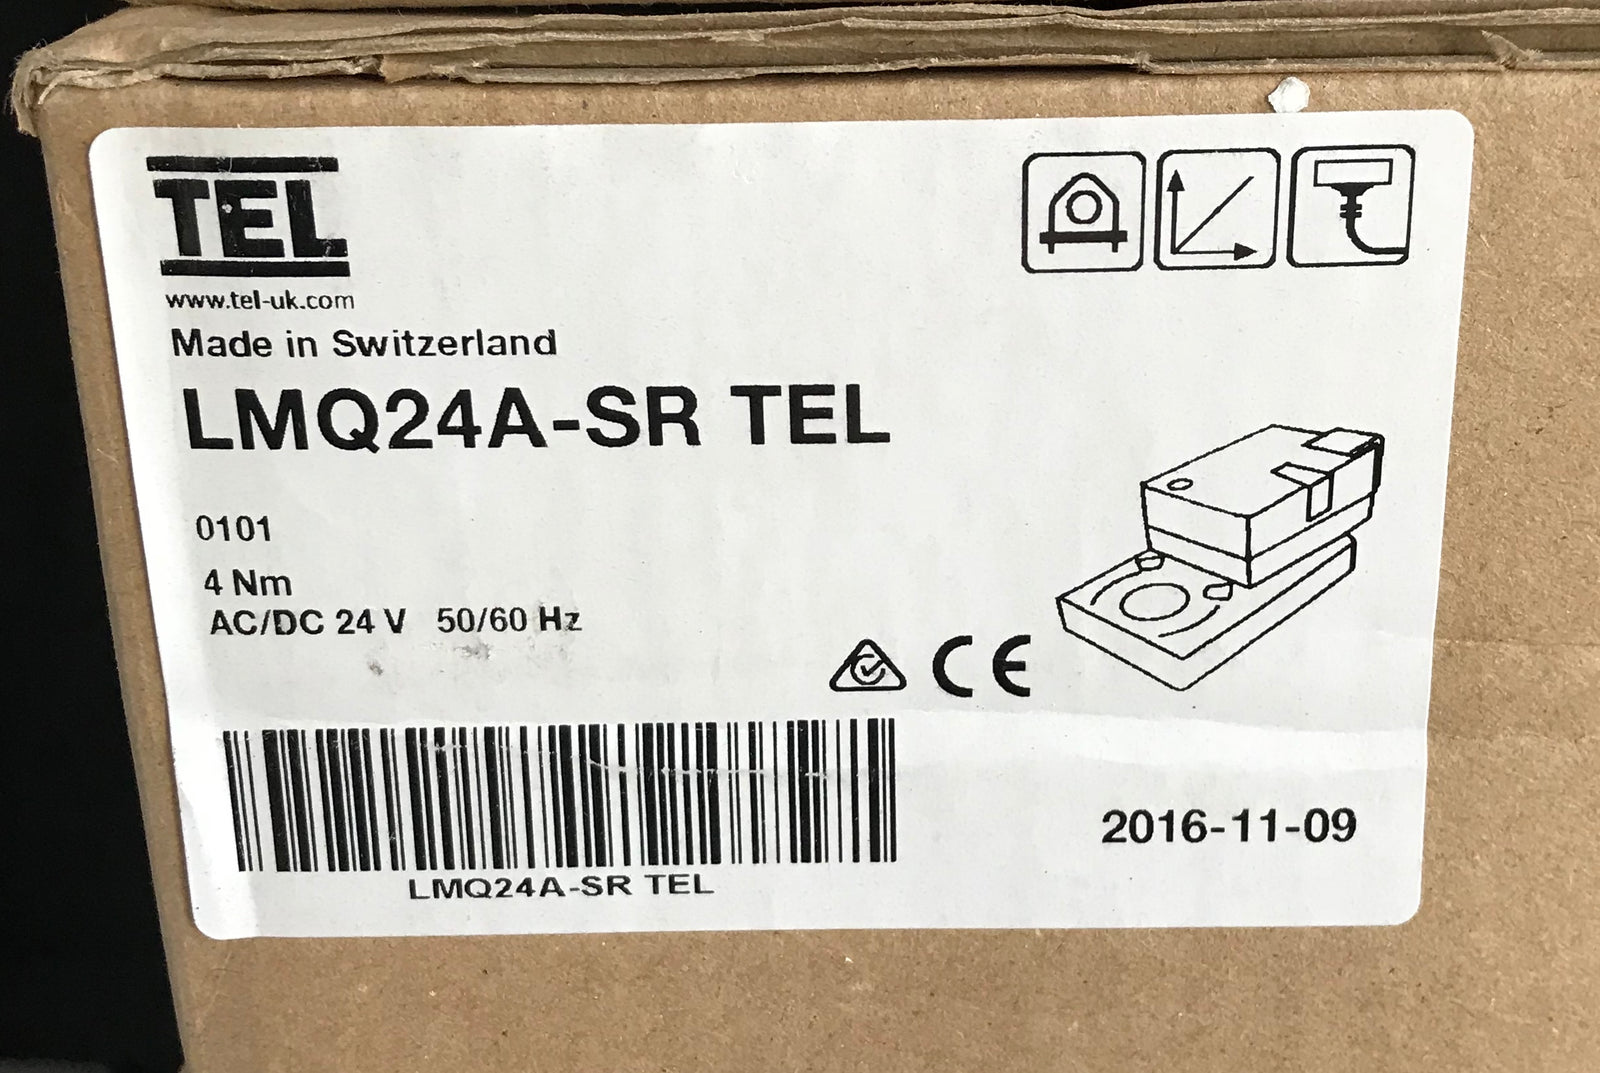 TEL
www.tel-uk.com
Made in Switzerland
LMQ24A-SR TEL
0101
4 Nm
AC/DC 24 V 50/60 Hz
CE
LMQ24A-SR TEL
2016-11-09